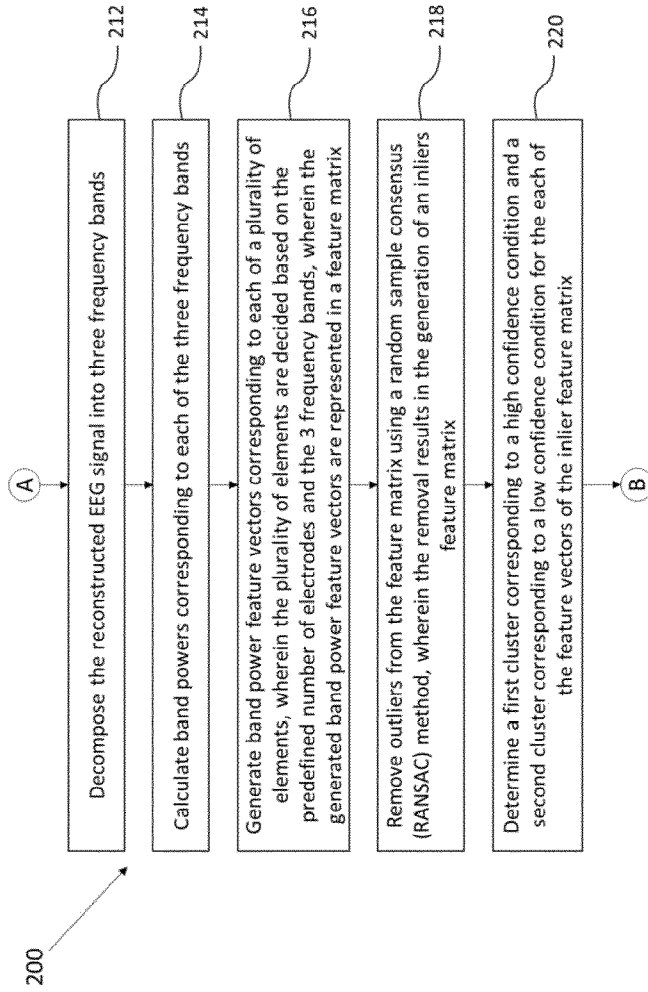 200
A
Decompose the reconstructed EEG signal into three frequency bands
212
Calculate band powers corresponding to each of the three frequency bands
214
Generate band power feature vectors corresponding to each of a plurality of
elements, wherein the plurality of elements are decided based on the
predefined number of electrodes and the 3 frequency bands, wherein the
generated band power feature vectors are represented in a feature matrix
216
Remove outliers from the feature matrix using a random sample consensus
(RANSAC) method, wherein the removal results in the generation of an inliers
feature matrix
218
Determine a first cluster corresponding to a high confidence condition and a
second cluster corresponding to a low confidence condition for the each of
the feature vectors of the inlier feature matrix
220
B